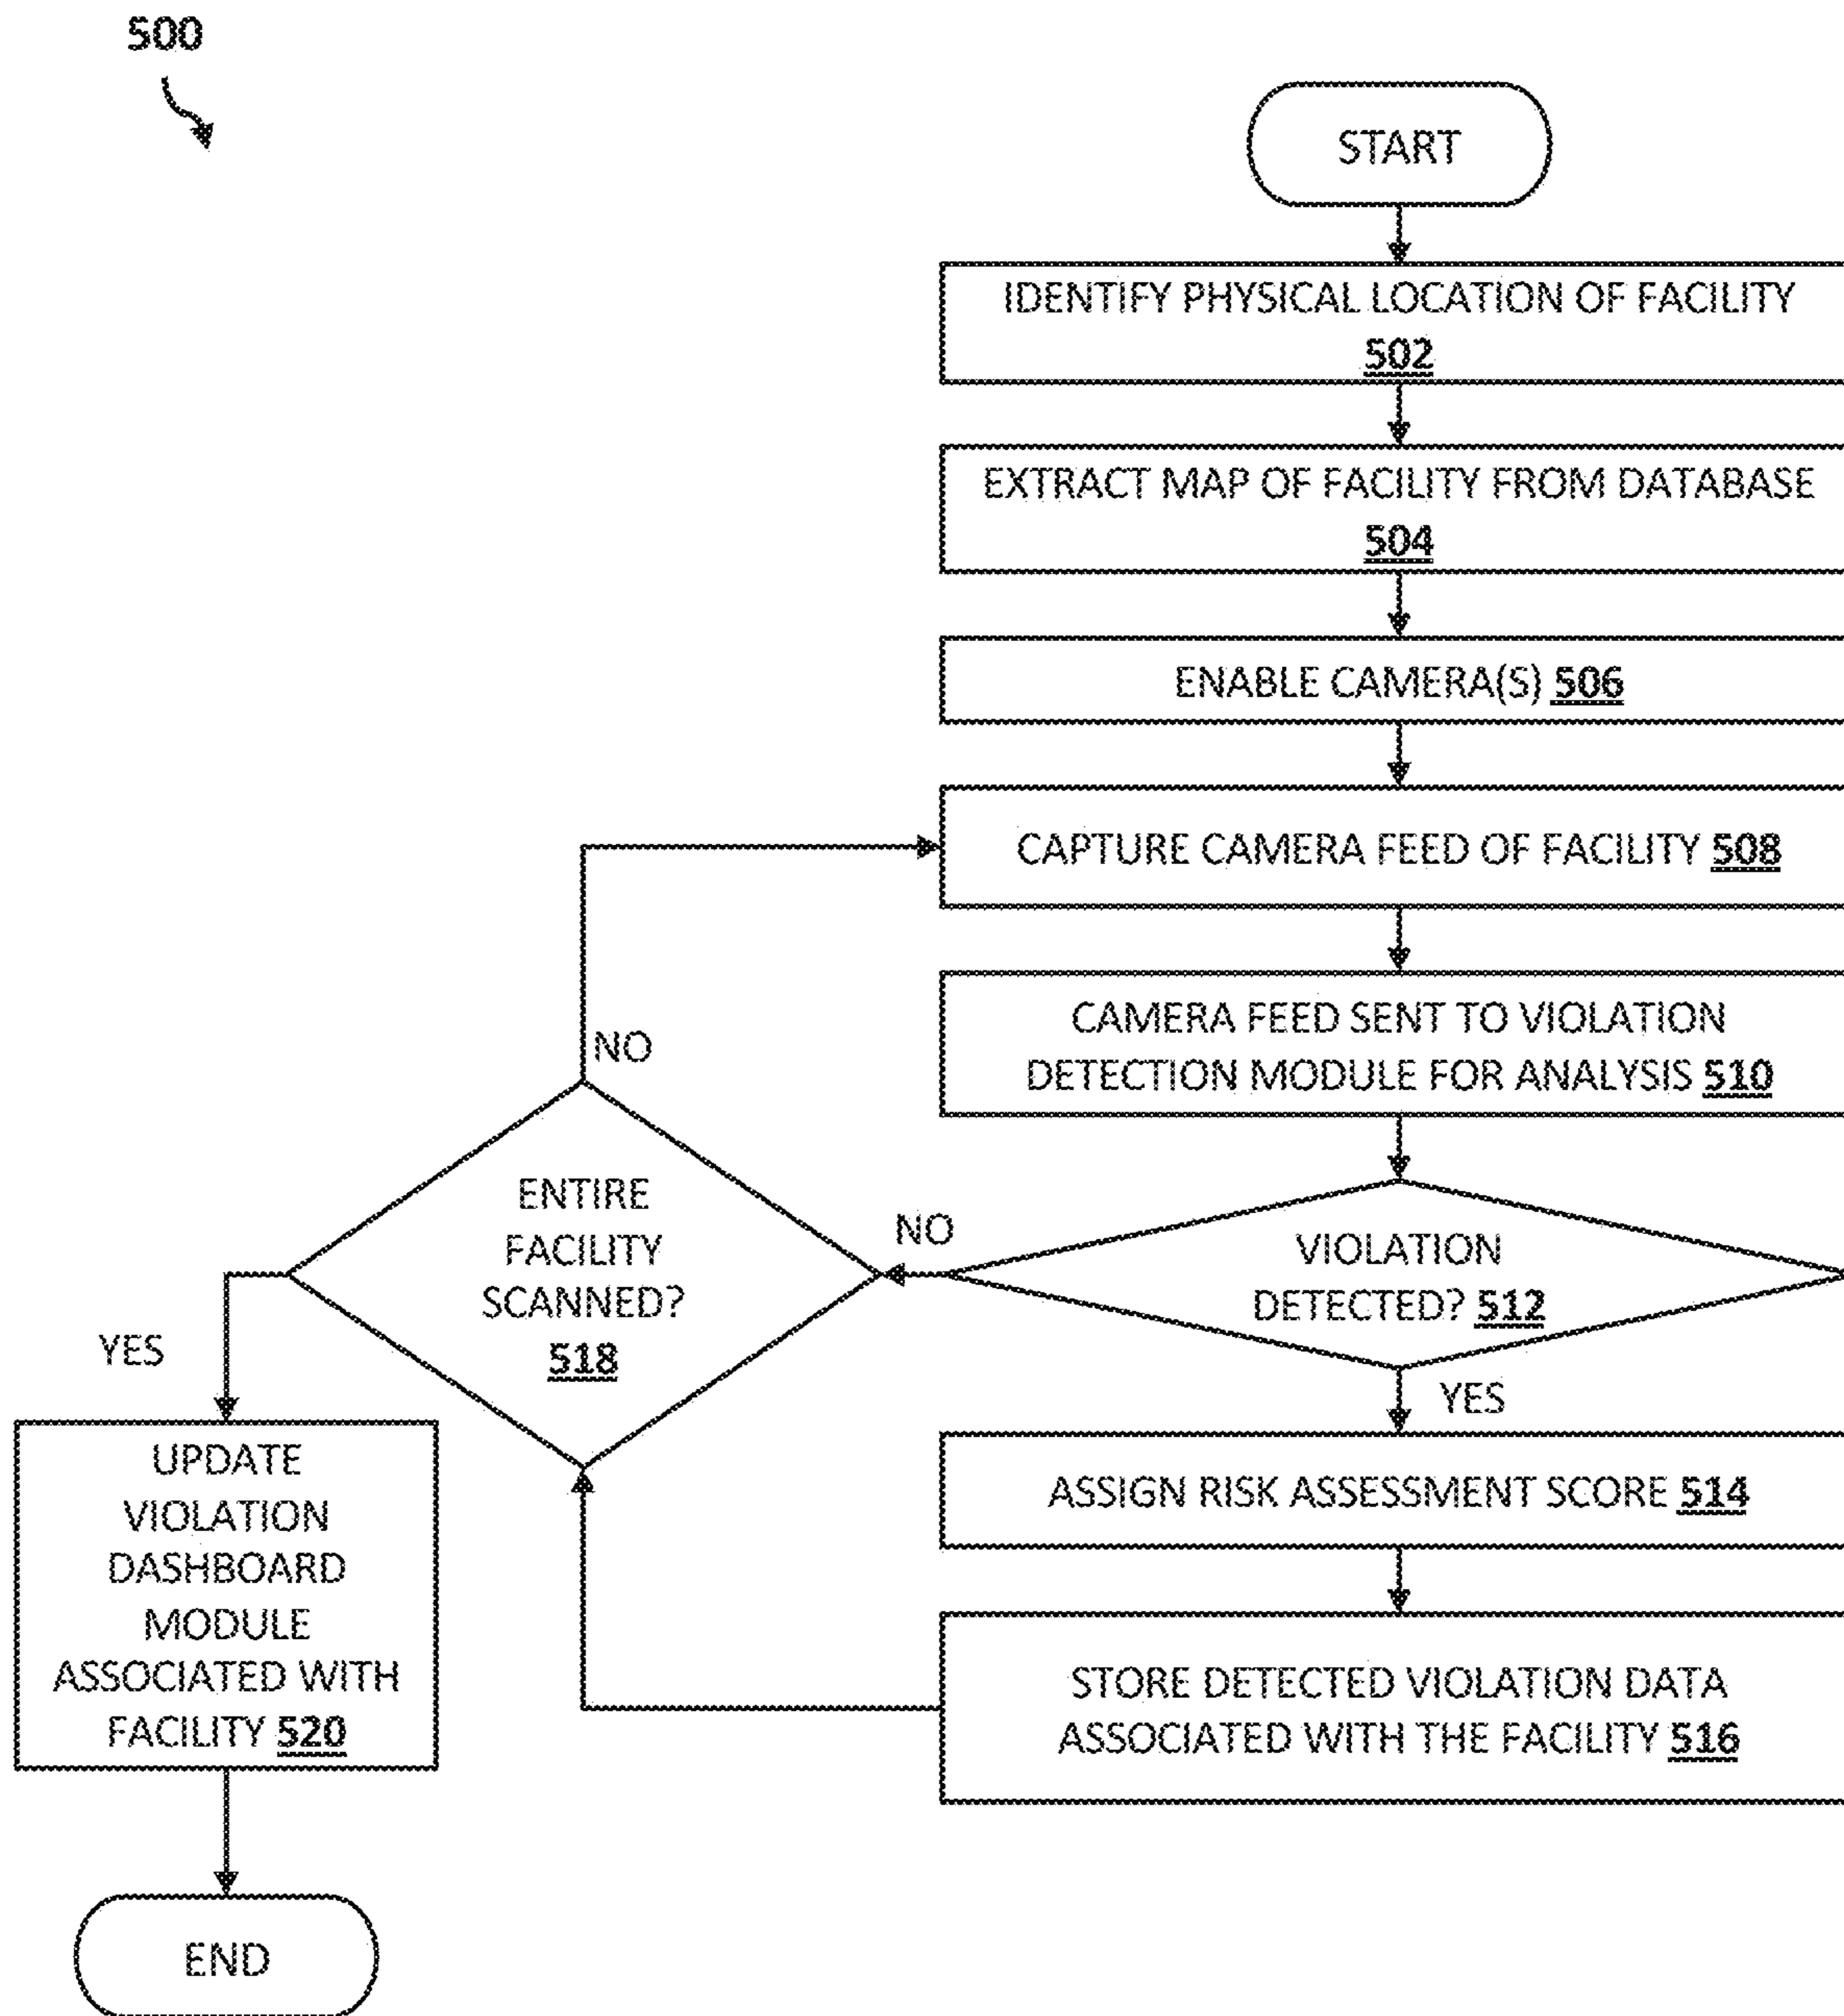 500
START
IDENTIFY PHYSICAL LOCATION OF FACILITY
502
EXTRACT MAP OF FACILITY FROM DATABASE
504
ENABLE CAMERA(S) 506
CAPTURE CAMERA FEED OF FACILITY 508
CAMERA FEED SENT TO VIOLATION
DETECTION MODULE FOR ANALYSIS 510
VIOLATION
DETECTED? 512
NO
YES
ASSIGN RISK ASSESSMENT SCORE 514
STORE DETECTED VIOLATION DATA
ASSOCIATED WITH THE FACILITY 516
ENTIRE
FACILITY
SCANNED?
518
NO
YES
UPDATE
VIOLATION
DASHBOARD
MODULE
ASSOCIATED WITH
FACILITY 520
END